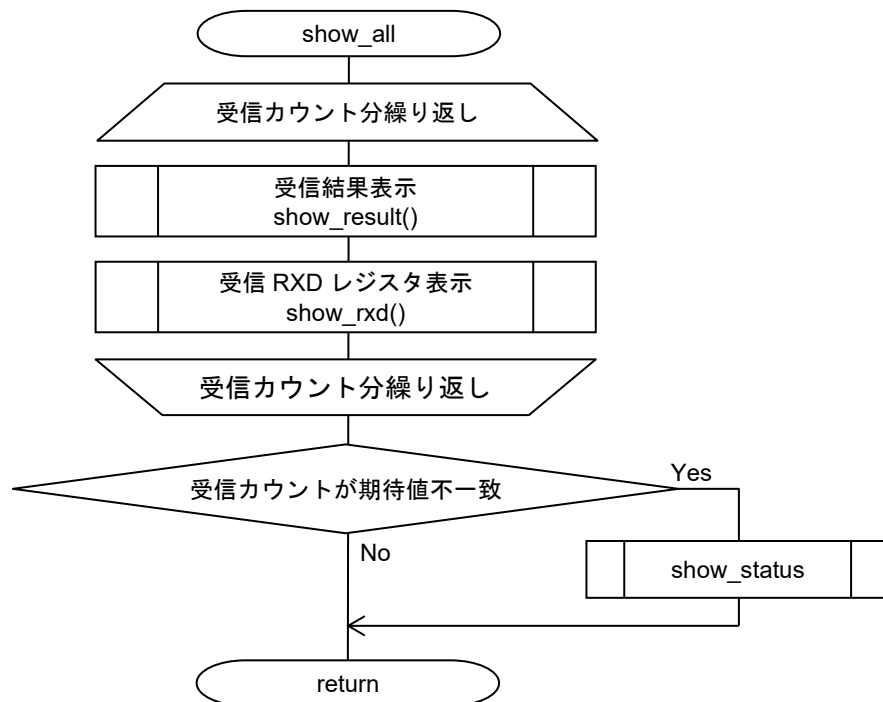 show_all
受信カウント分繰り返し
受信結果表示
show_result()
受信 RXD レジスタ表示
show_rxd()
受信カウント分繰り返し
受信カウントが期待値不一致
Yes
No
show_status
return